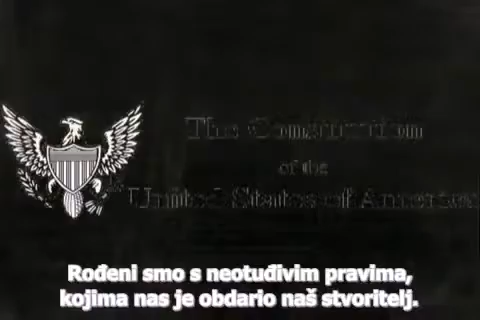 The Constitution
of the
United States of America
Rođeni smo s neotuđivim pravima,
kojima nas je obdario naš stvoritelj.